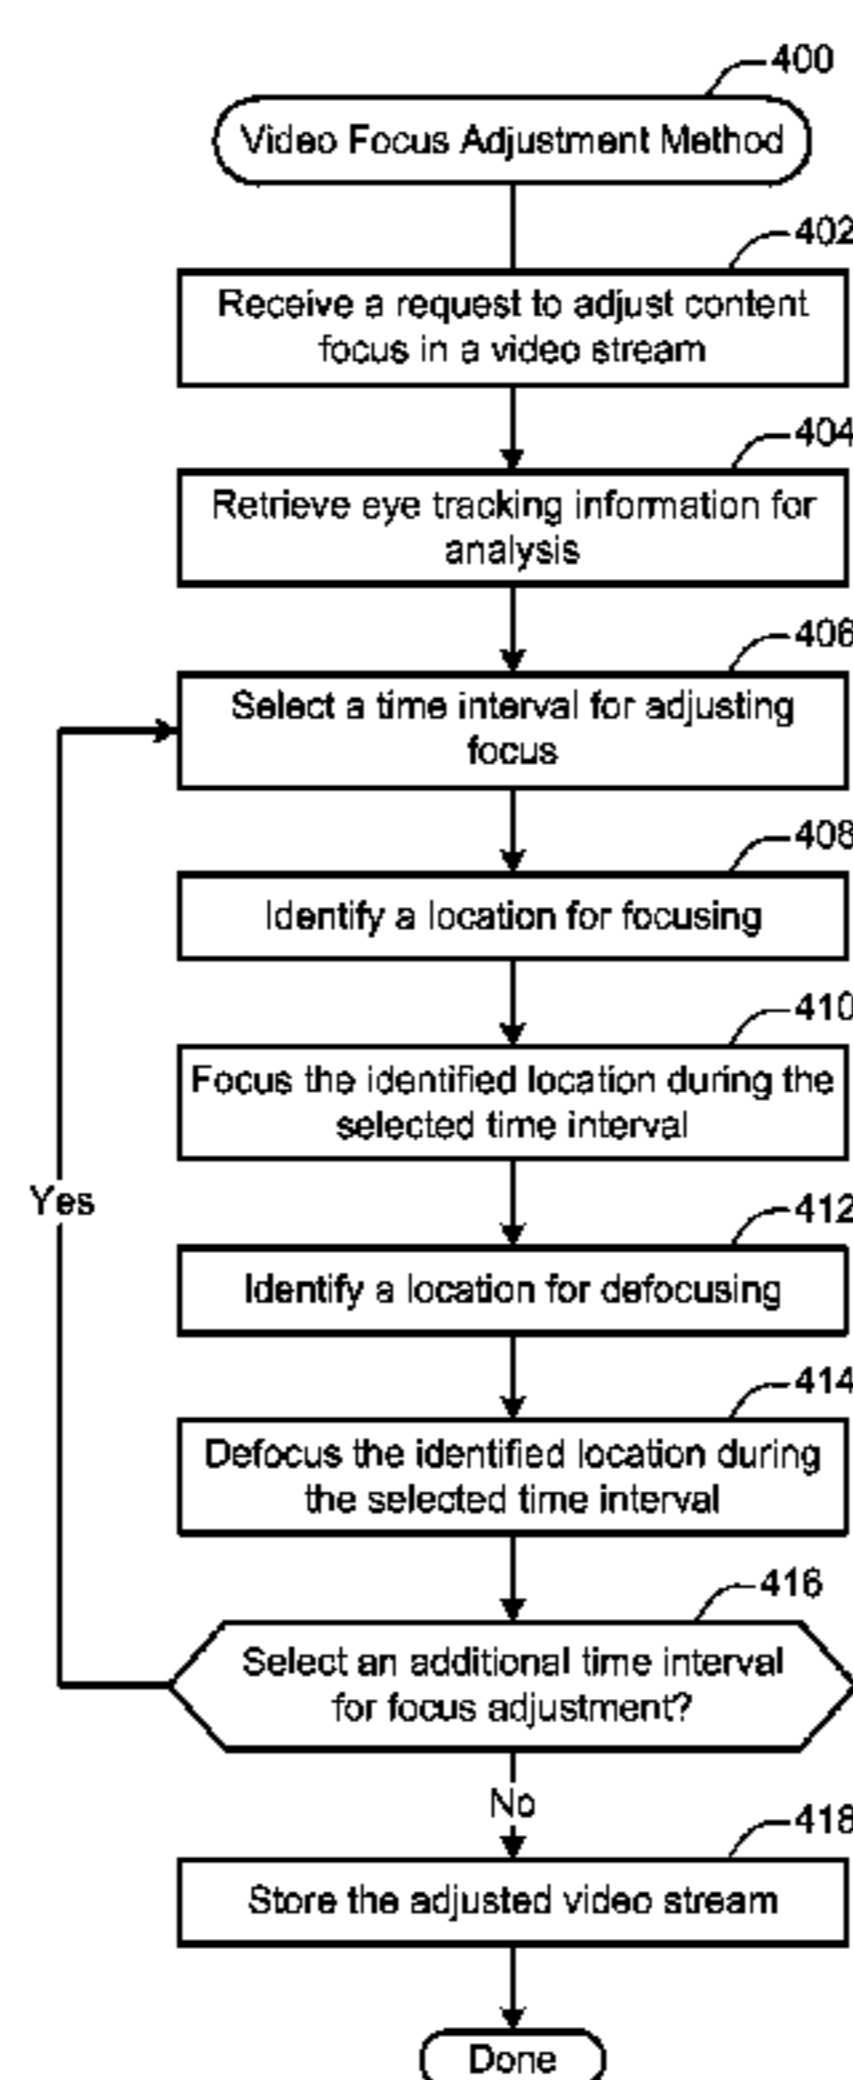 400
Video Focus Adjustment Method
402
Receive a request to adjust content
focus in a video stream
404
Retrieve eye tracking information for
analysis
406
Select a time interval for adjusting
focus
408
Identify a location for focusing
410
Focus the identified location during the
selected time interval
Yes
412
Identify a location for defocusing
414
Defocus the identified location during
the selected time interval
416
Select an additional time interval
for focus adjustment?
No
418
Store the adjusted video stream
Done